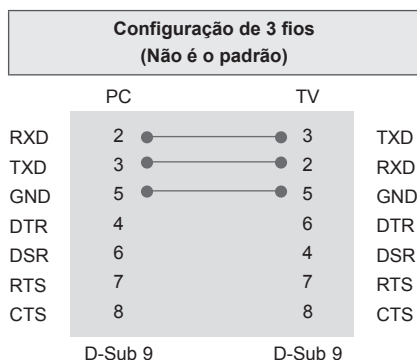 Configuração de 3 fios
(Não é o padrão)
PC TV
RXD 2 3 TXD
TXD 3 2 RXD
GND 5 5 GND
DTR 4 6 DTR
DSR 6 4 DSR
RTS 7 7 RTS
CTS 8 8 CTS
D-Sub 9 D-Sub 9